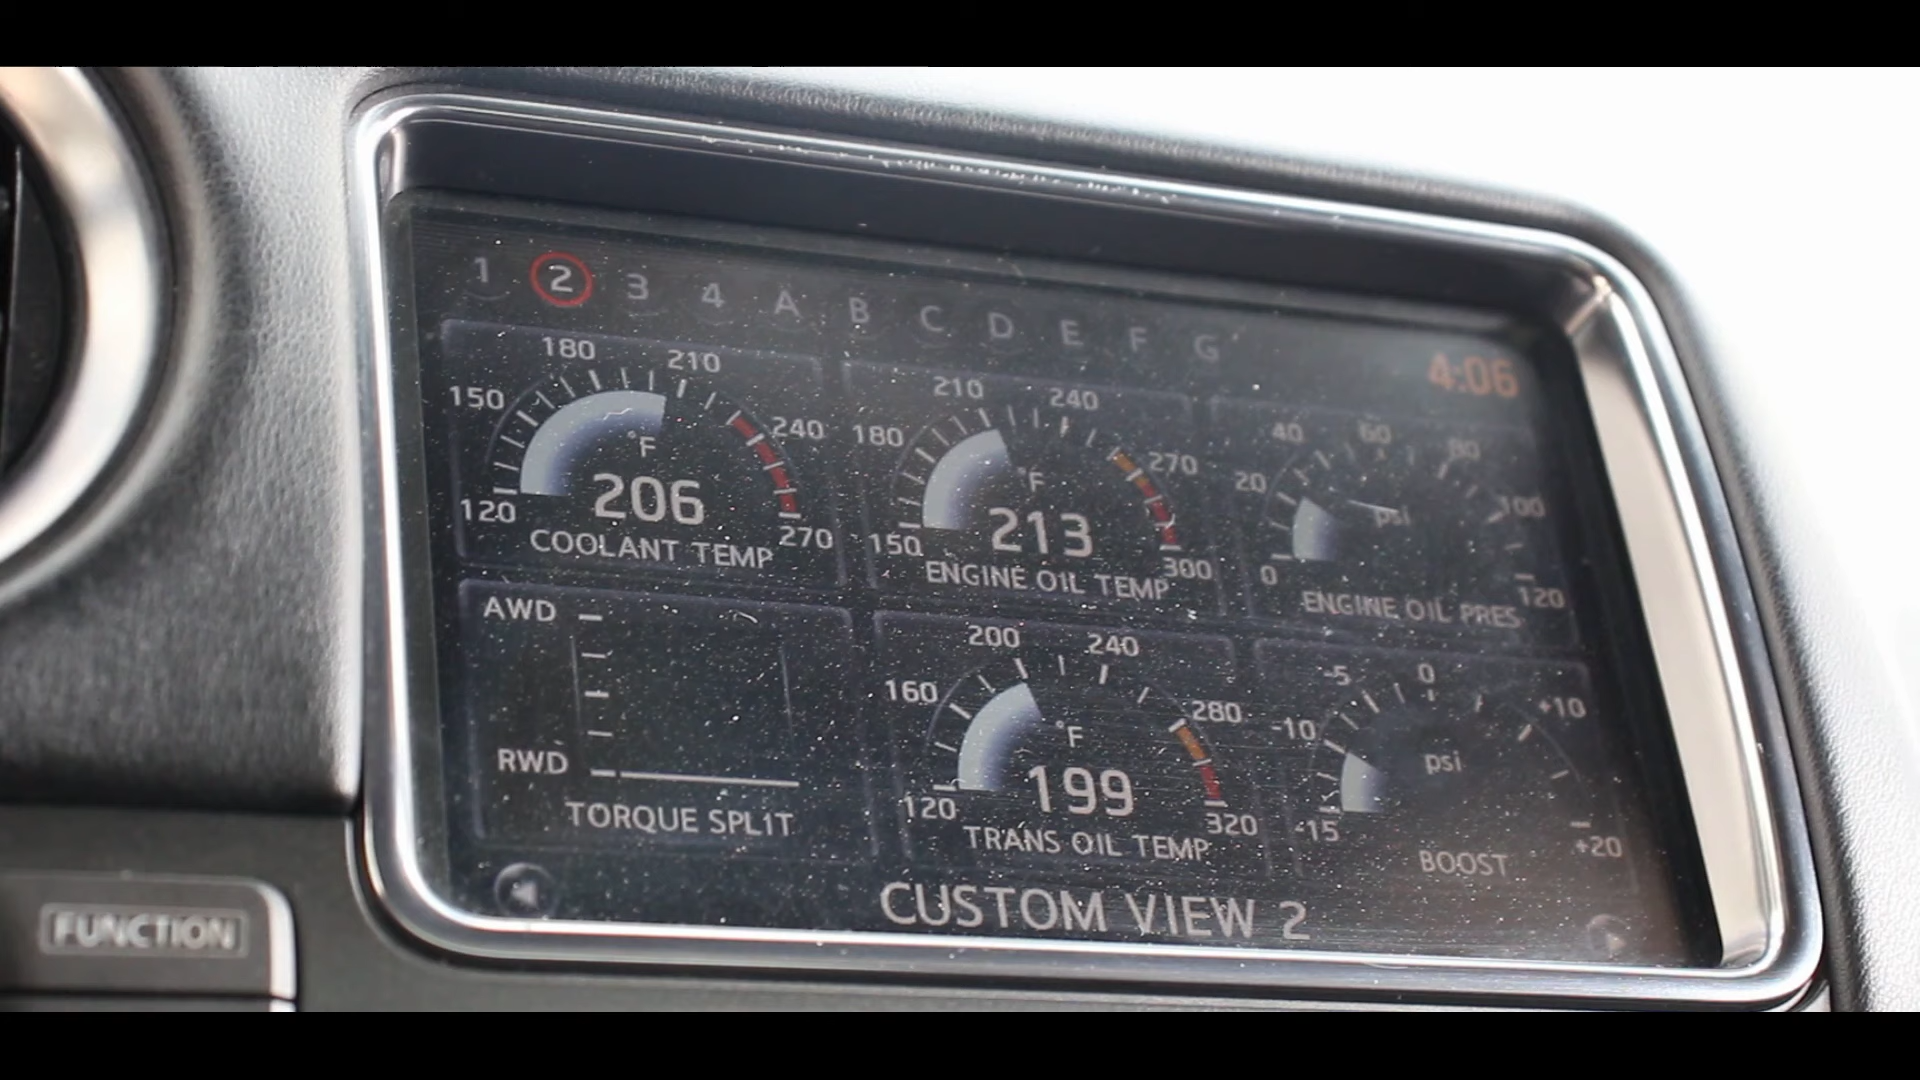 1 2 3 4 A B C D E F G
4:06
120 150 180 210 240 270
°F
206
COOLANT TEMP
150 180 210 240 270 300
°F
213
ENGINE OIL TEMP
0 20 40 60 80 100 120
psi
ENGINE OIL PRES
AWD
RWD
TORQUE SPLIT
120 160 200 240 280 320
°F
199
TRANS OIL TEMP
-15 -10 -5 0 +10 +20
psi
BOOST
CUSTOM VIEW 2
FUNCTION